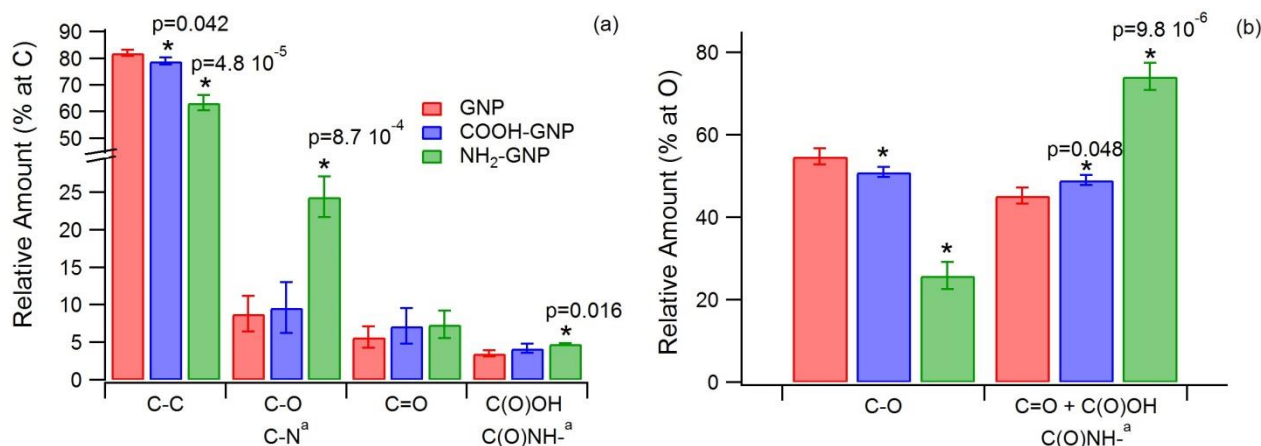 (a)
Relative Amount (% at C)
90
80
70
60
50
25
20
15
10
5
0
p=0.042
*
p=4.8 10⁻⁵
*
p=8.7 10⁻⁴
*
p=0.016
*
GNP
COOH-GNP
NH₂-GNP
C-C
C-O
C-Nᵃ
C=O
C(O)OH
C(O)NH-ᵃ
(b)
Relative Amount (% at O)
80
60
40
20
0
*
*
p=0.048
*
p=9.8 10⁻⁶
*
C-O
C=O + C(O)OH
C(O)NH-ᵃ